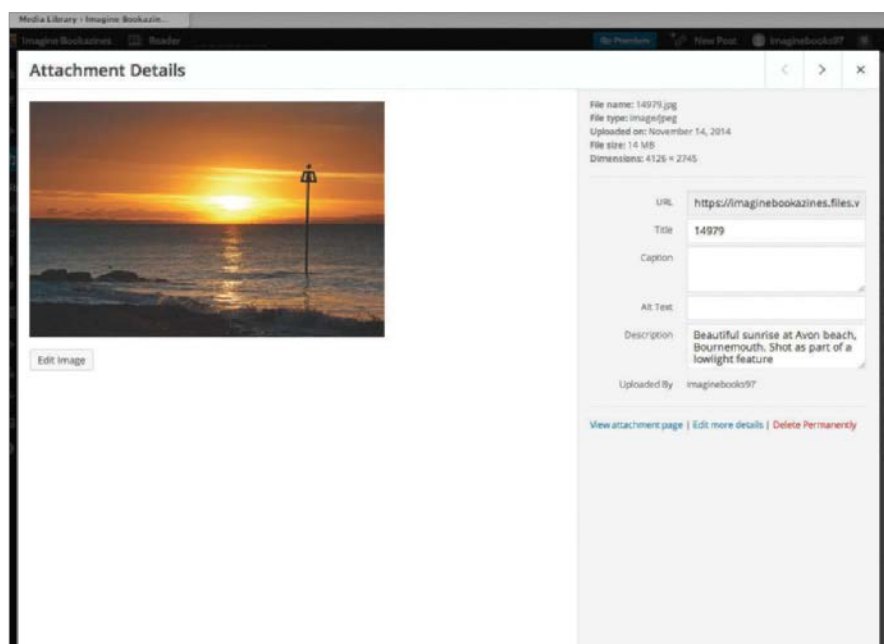 Media Library ‹ Imagine Bookazin...
Imagine Bookazines Reader Go Premium New Post imaginebooks97
Attachment Details
File name: 14979.jpg
File type: image/jpeg
Uploaded on: November 14, 2014
File size: 14 MB
Dimensions: 4126 × 2745
URL https://imaginebookazines.files.v
Title 14979
Caption
Alt Text
Description Beautiful sunrise at Avon beach,
Bournemouth. Shot as part of a
lowlight feature
Edit Image
Uploaded By imaginebooks97
View attachment page | Edit more details | Delete Permanently